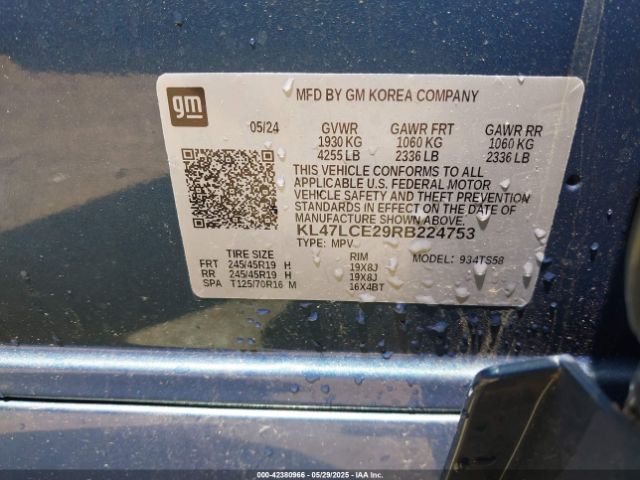 gm
MFD BY GM KOREA COMPANY
05/24 GVWR GAWR FRT GAWR RR
1930 KG 1060 KG 1060 KG
4255 LB 2336 LB 2336 LB
THIS VEHICLE CONFORMS TO ALL
APPLICABLE U.S. FEDERAL MOTOR
VEHICLE SAFETY AND THEFT PREVENTION
STANDARDS IN EFFECT ON THE DATE OF
MANUFACTURE SHOWN ABOVE.
KL47LCE29RB224753
TYPE: MPV MODEL: 934TS58
TIRE SIZE RIM
FRT 245/45R19 H 19X8J
RR 245/45R19 H 19X8J
SPA T125/70R16 M 16X4BT
000-42380966 - 05/29/2025 - IAA Inc.